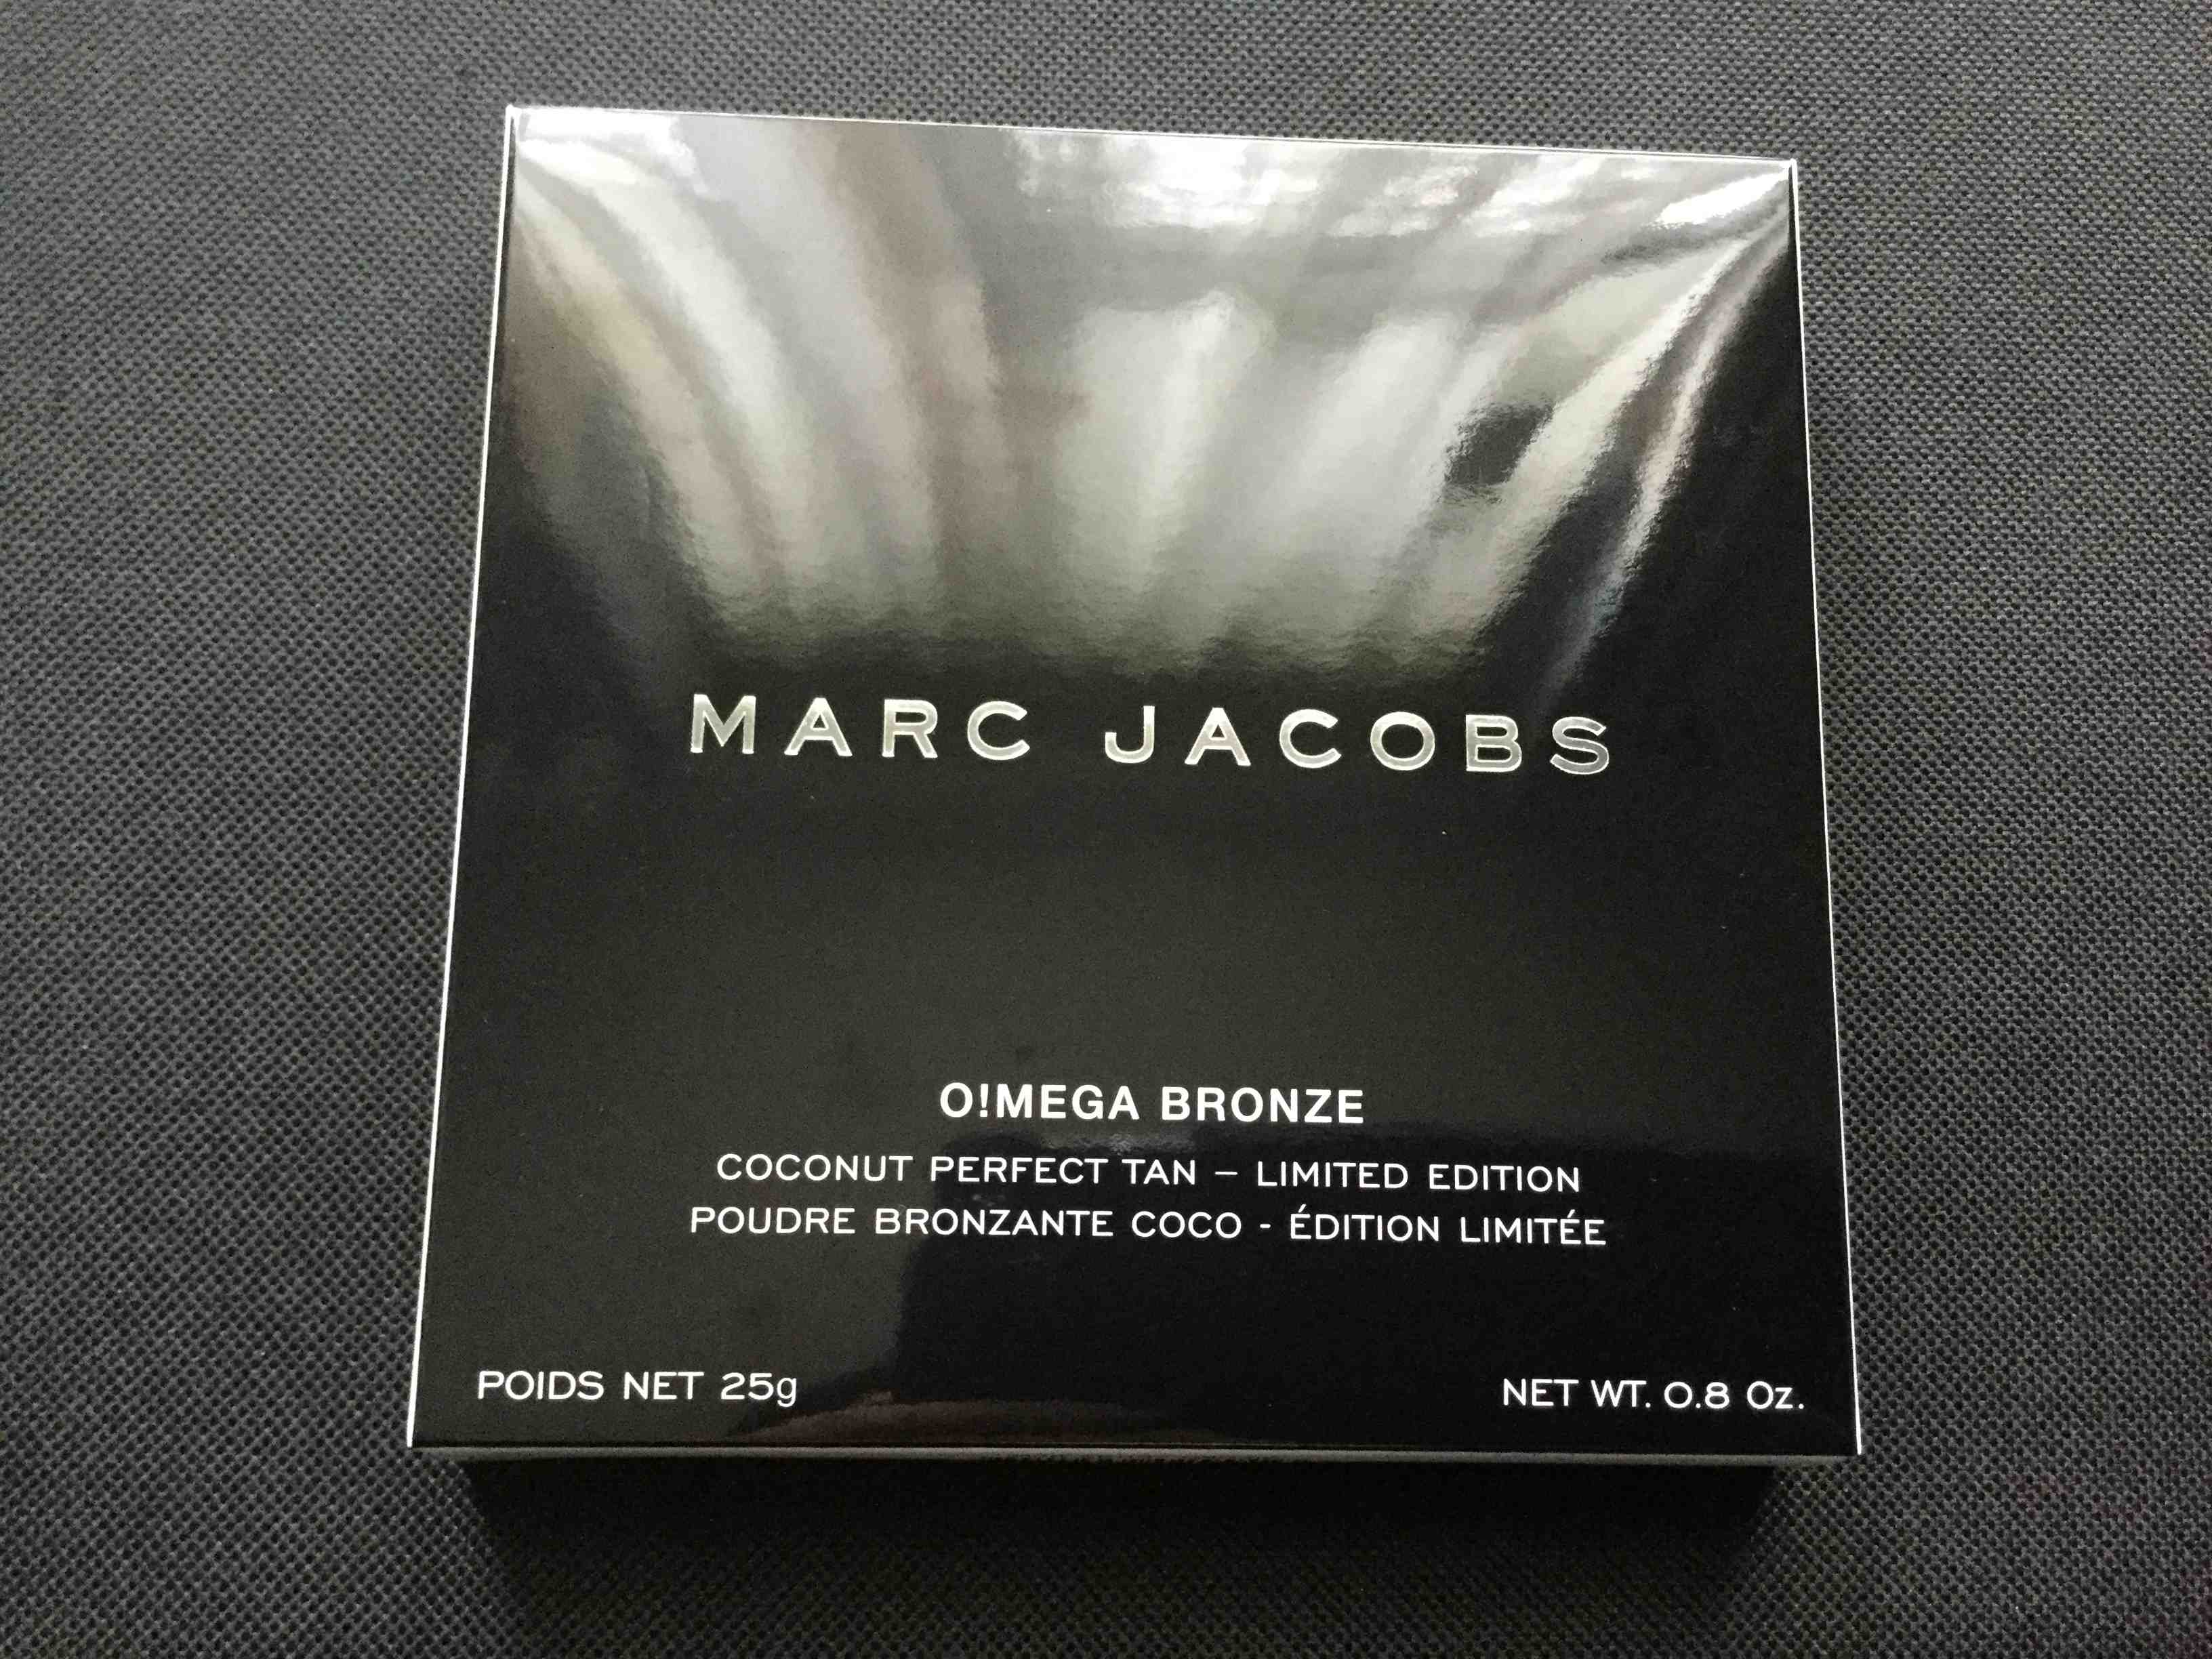 MARC JACOBS
O!MEGA BRONZE
COCONUT PERFECT TAN – LIMITED EDITION
POUDRE BRONZANTE COCO - ÉDITION LIMITÉE
POIDS NET 25g
NET WT. 0.8 Oz.